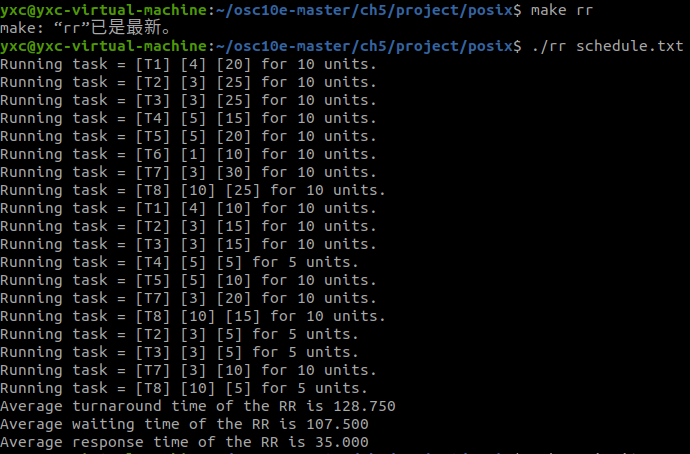 yxc@yxc-virtual-machine:~/osc10e-master/ch5/project/posix$ make rr
make: “rr”已是最新。
yxc@yxc-virtual-machine:~/osc10e-master/ch5/project/posix$ ./rr schedule.txt
Running task = [T1] [4] [20] for 10 units.
Running task = [T2] [3] [25] for 10 units.
Running task = [T3] [3] [25] for 10 units.
Running task = [T4] [5] [15] for 10 units.
Running task = [T5] [5] [20] for 10 units.
Running task = [T6] [1] [10] for 10 units.
Running task = [T7] [3] [30] for 10 units.
Running task = [T8] [10] [25] for 10 units.
Running task = [T1] [4] [10] for 10 units.
Running task = [T2] [3] [15] for 10 units.
Running task = [T3] [3] [15] for 10 units.
Running task = [T4] [5] [5] for 5 units.
Running task = [T5] [5] [10] for 10 units.
Running task = [T7] [3] [20] for 10 units.
Running task = [T8] [10] [15] for 10 units.
Running task = [T2] [3] [5] for 5 units.
Running task = [T3] [3] [5] for 5 units.
Running task = [T7] [3] [10] for 10 units.
Running task = [T8] [10] [5] for 5 units.
Average turnaround time of the RR is 128.750
Average waiting time of the RR is 107.500
Average response time of the RR is 35.000